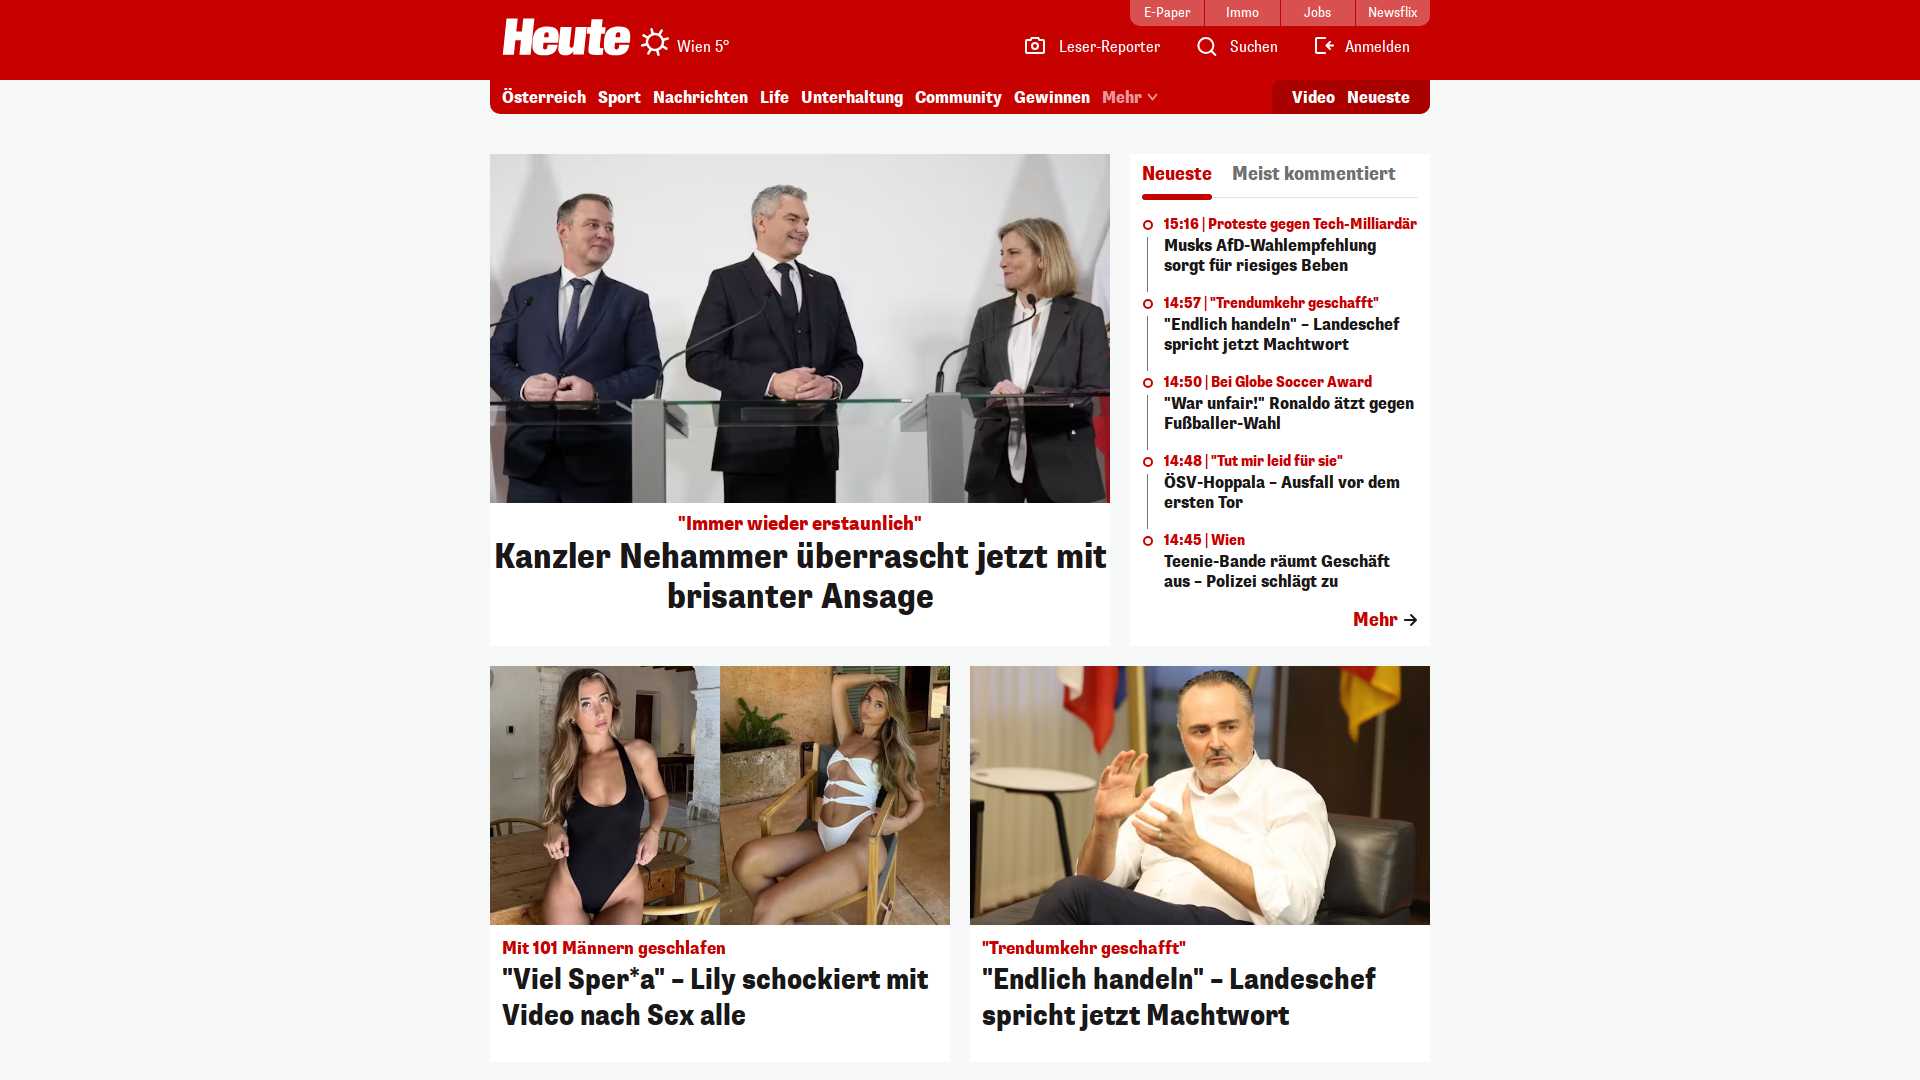 E-Paper
Immo
Jobs
Newsflix
Heute
Wien 5°
Leser-Reporter
Suchen
Anmelden
Österreich
Sport
Nachrichten
Life
Unterhaltung
Community
Gewinnen
Mehr
Video
Neueste
"Immer wieder erstaunlich"
Kanzler Nehammer überrascht jetzt mit
brisanter Ansage
Neueste
Meist kommentiert
15:16 | Proteste gegen Tech-Milliardär
Musks AfD-Wahlempfehlung
sorgt für riesiges Beben
14:57 | "Trendumkehr geschafft"
"Endlich handeln" – Landeschef
spricht jetzt Machtwort
14:50 | Bei Globe Soccer Award
"War unfair!" Ronaldo ätzt gegen
Fußballer-Wahl
14:48 | "Tut mir leid für sie"
ÖSV-Hoppala – Ausfall vor dem
ersten Tor
14:45 | Wien
Teenie-Bande räumt Geschäft
aus – Polizei schlägt zu
Mehr
Mit 101 Männern geschlafen
"Viel Sper*a" – Lily schockiert mit
Video nach Sex alle
"Trendumkehr geschafft"
"Endlich handeln" – Landeschef
spricht jetzt Machtwort